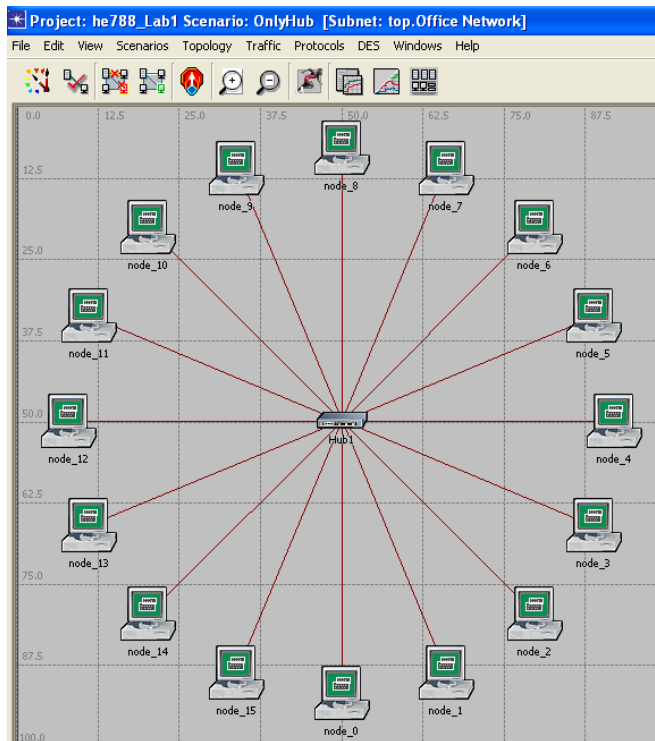 Project: he788_Lab1 Scenario: OnlyHub [Subnet: top.Office Network]
File Edit View Scenarios Topology Traffic Protocols DES Windows Help
0.0 12.5 25.0 37.5 50.0 62.5 75.0 87.5
node_8
node_9 node_7
12.5
node_10 node_6
25.0
node_11 node_5
37.5
50.0
Hub1
node_12 node_4
62.5
node_13 node_3
75.0
node_14 node_2
87.5
node_15 node_0 node_1
100.0